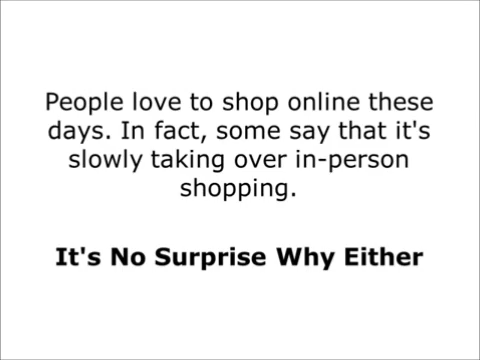 People love to shop online these
days. In fact, some say that it's
slowly taking over in-person
shopping.
It's No Surprise Why Either